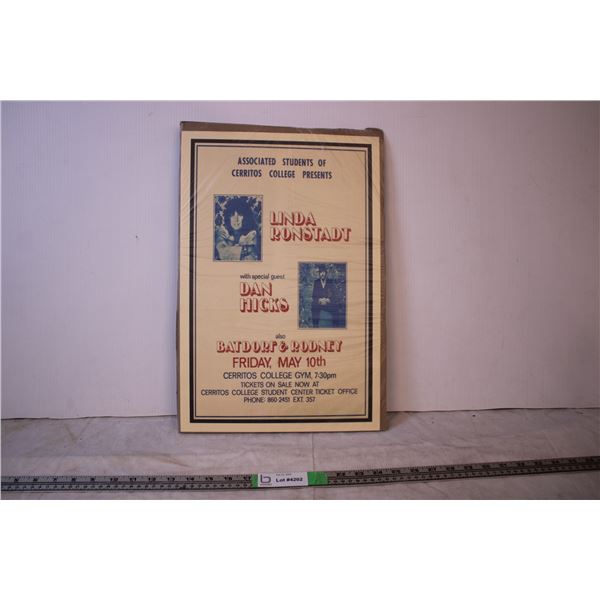 ASSOCIATED STUDENTS OF
CERRITOS COLLEGE PRESENTS
LINDA
RONSTADT
with special guest
DAN
HICKS
also
BATDORF & RODNEY
FRIDAY, MAY 10th
CERRITOS COLLEGE GYM, 7:30pm
TICKETS ON SALE NOW AT
CERRITOS COLLEGE STUDENT CENTER TICKET OFFICE
PHONE: 860 2451 EXT. 357
Lot #4202